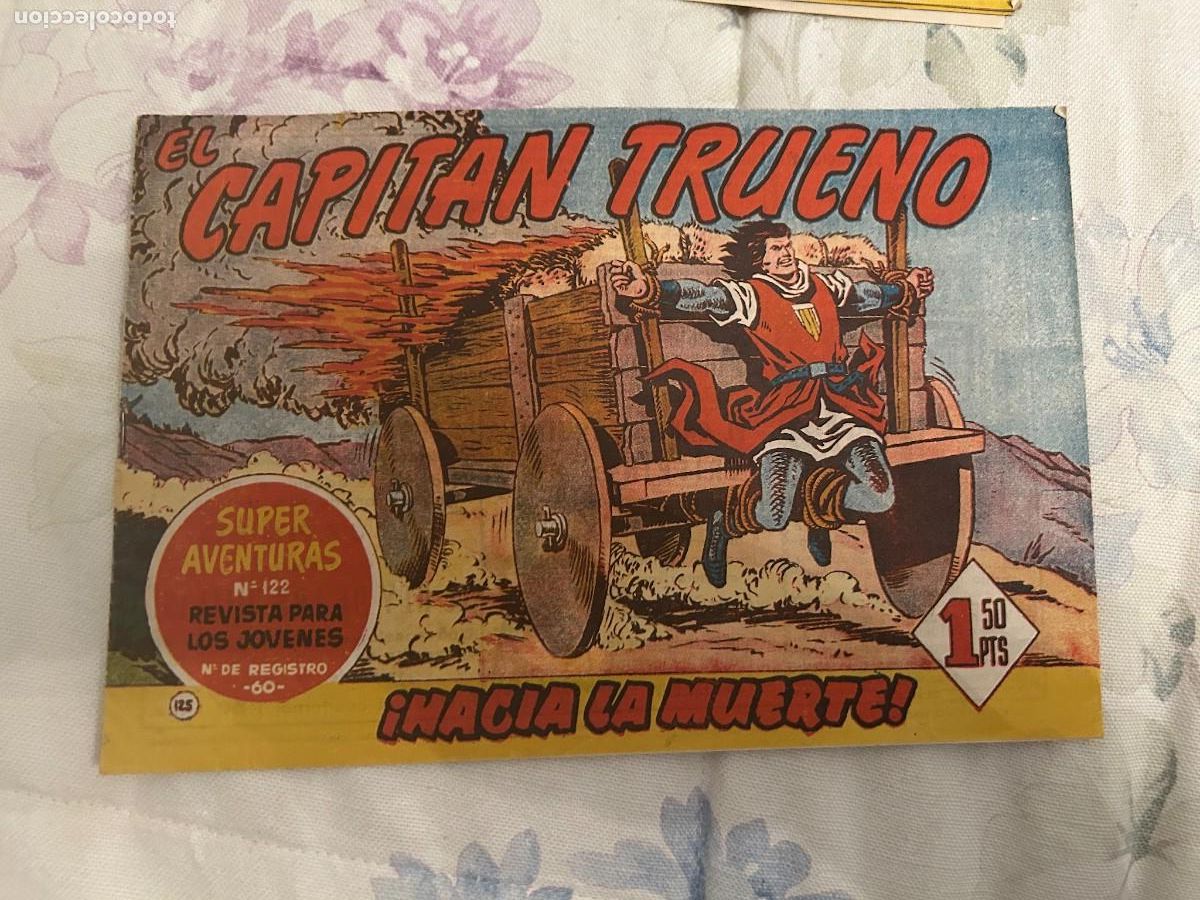 todocoleccion
EL
CAPITAN TRUENO
SUPER
AVENTURAS
Nº 122
REVISTA PARA
LOS JOVENES
Nº DE REGISTRO
-60-
125
1 50
PTS
¡HACIA LA MUERTE!